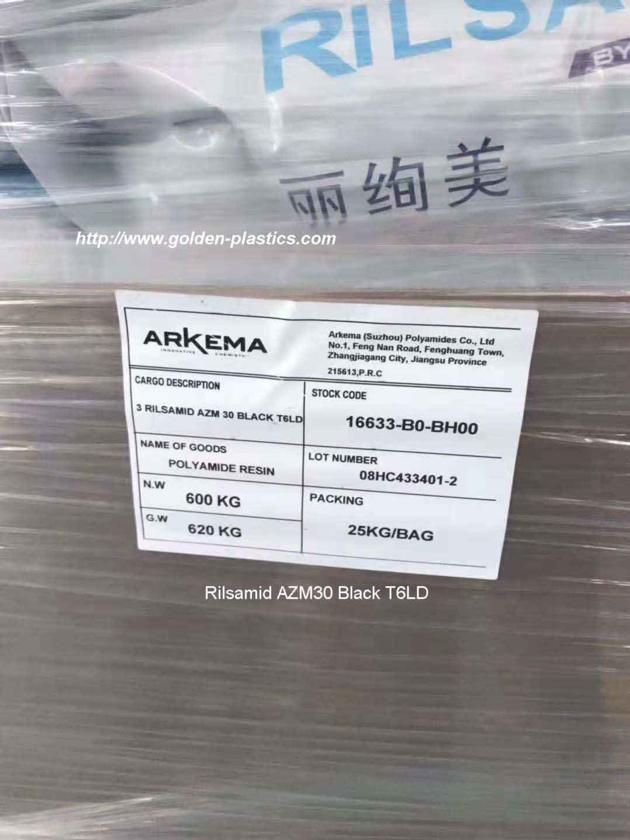 RILSA
BY
丽绚美
http://www.golden-plastics.com
ARKEMA
INNOVATIVE CHEMISTRY
Arkema (Suzhou) Polyamides Co., Ltd
No.1, Feng Nan Road, Fenghuang Town,
Zhangjiagang City, Jiangsu Province
215613,P.R.C
CARGO DESCRIPTION
3 RILSAMID AZM 30 BLACK T6LD
STOCK CODE
16633-B0-BH00
NAME OF GOODS
POLYAMIDE RESIN
LOT NUMBER
08HC433401-2
N.W
600 KG
PACKING
25KG/BAG
G.W
620 KG
Rilsamid AZM30 Black T6LD